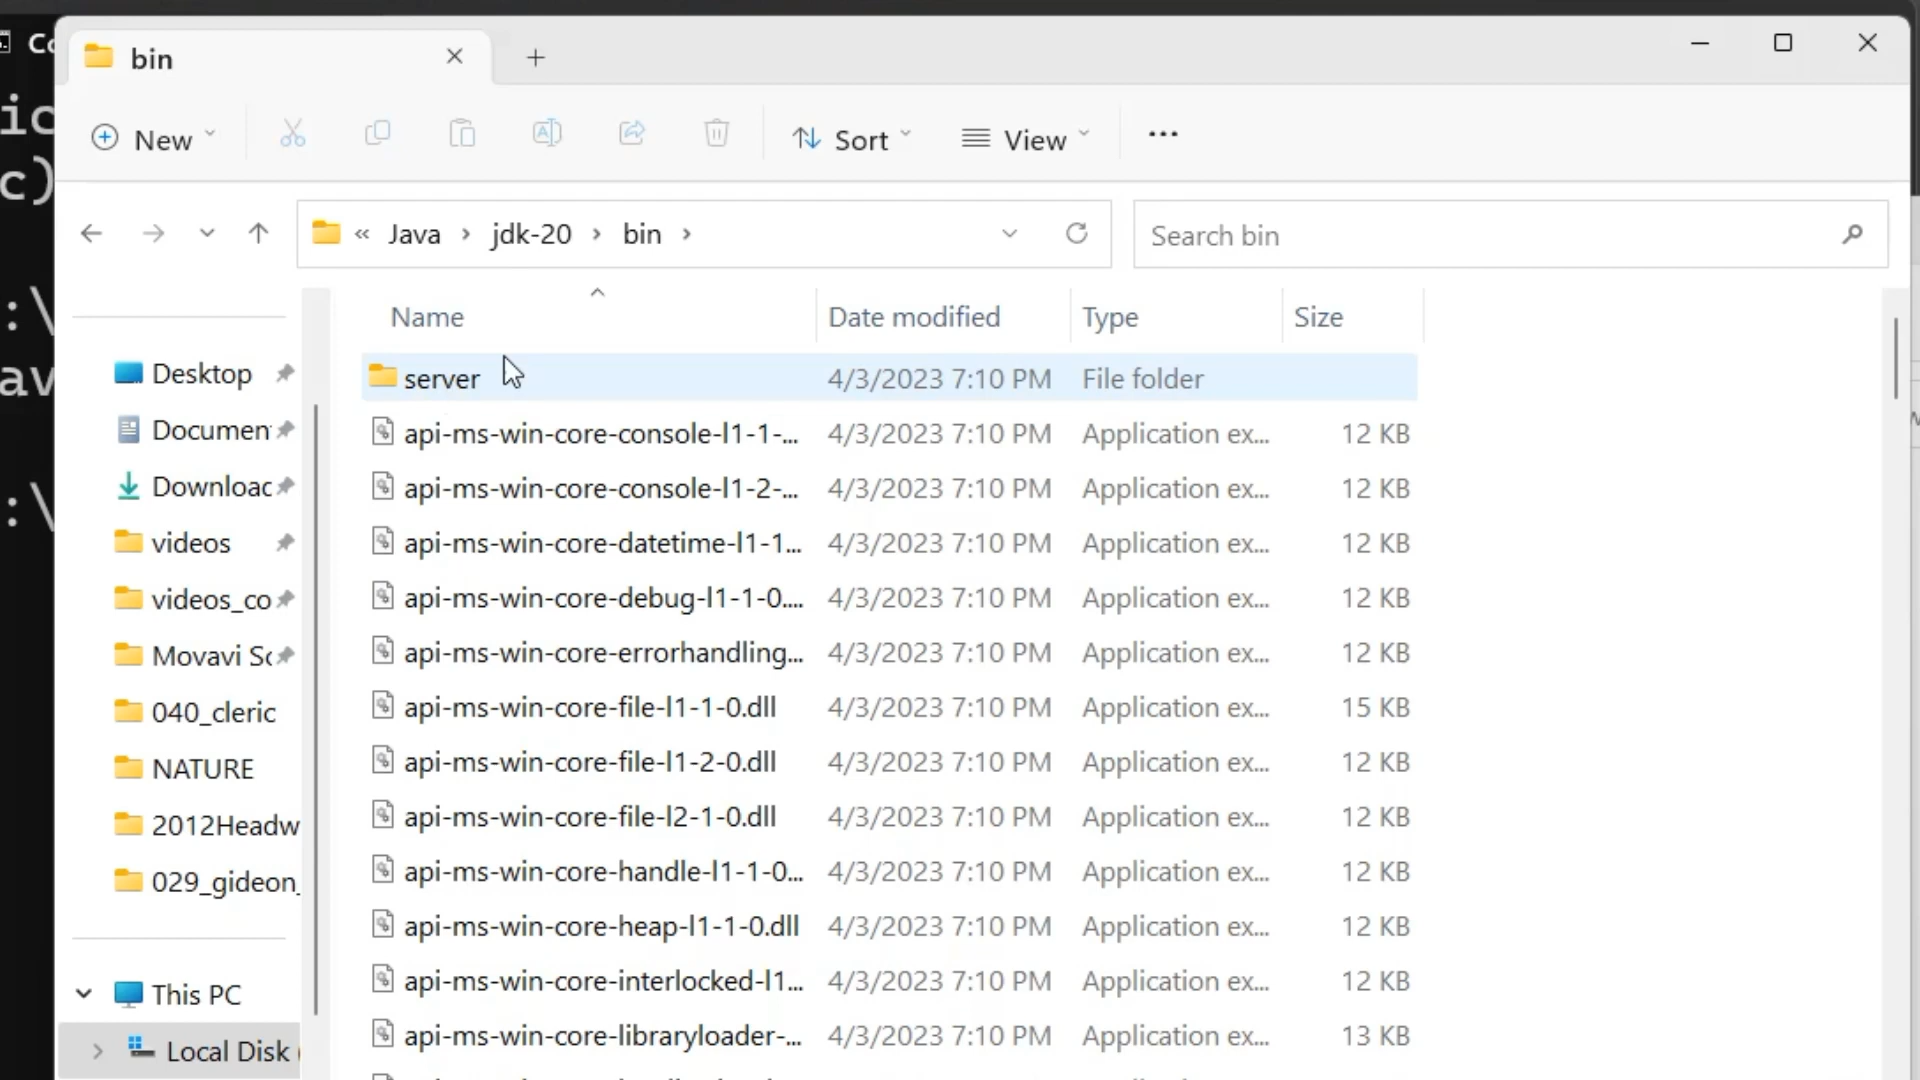 Co
bin
New
Sort
View
ic
c)
« Java > jdk-20 > bin >
Search bin
Name
Date modified
Type
Size
:\
av
:\
Desktop
Documen
Downloac
videos
videos_co
Movavi Sc
040_cleric
NATURE
2012Headw
029_gideon_
This PC
Local Disk (
server 4/3/2023 7:10 PM File folder
api-ms-win-core-console-l1-1-... 4/3/2023 7:10 PM Application ex... 12 KB
api-ms-win-core-console-l1-2-... 4/3/2023 7:10 PM Application ex... 12 KB
api-ms-win-core-datetime-l1-1... 4/3/2023 7:10 PM Application ex... 12 KB
api-ms-win-core-debug-l1-1-0.... 4/3/2023 7:10 PM Application ex... 12 KB
api-ms-win-core-errorhandling... 4/3/2023 7:10 PM Application ex... 12 KB
api-ms-win-core-file-l1-1-0.dll 4/3/2023 7:10 PM Application ex... 15 KB
api-ms-win-core-file-l1-2-0.dll 4/3/2023 7:10 PM Application ex... 12 KB
api-ms-win-core-file-l2-1-0.dll 4/3/2023 7:10 PM Application ex... 12 KB
api-ms-win-core-handle-l1-1-0... 4/3/2023 7:10 PM Application ex... 12 KB
api-ms-win-core-heap-l1-1-0.dll 4/3/2023 7:10 PM Application ex... 12 KB
api-ms-win-core-interlocked-l1... 4/3/2023 7:10 PM Application ex... 12 KB
api-ms-win-core-libraryloader-... 4/3/2023 7:10 PM Application ex... 13 KB